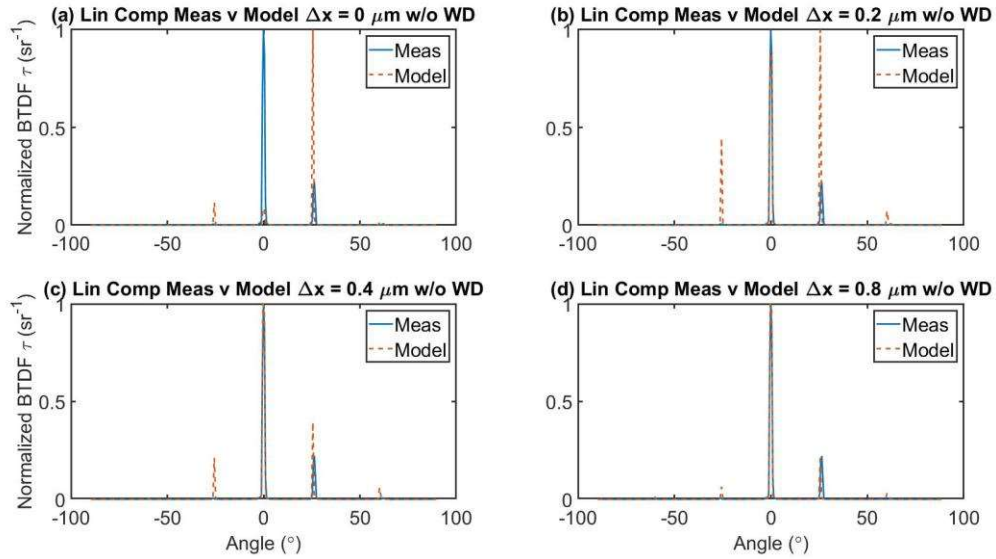 (a) Lin Comp Meas v Model Δx = 0 μm w/o WD
Normalized BTDF τ (sr⁻¹)
1
0.5
0
-100 -50 0 50 100
Meas
Model
(b) Lin Comp Meas v Model Δx = 0.2 μm w/o WD
1
0.5
0
-100 -50 0 50 100
Meas
Model
(c) Lin Comp Meas v Model Δx = 0.4 μm w/o WD
Normalized BTDF τ (sr⁻¹)
1
0.5
0
-100 -50 0 50 100
Angle (°)
Meas
Model
(d) Lin Comp Meas v Model Δx = 0.8 μm w/o WD
1
0.5
0
-100 -50 0 50 100
Angle (°)
Meas
Model